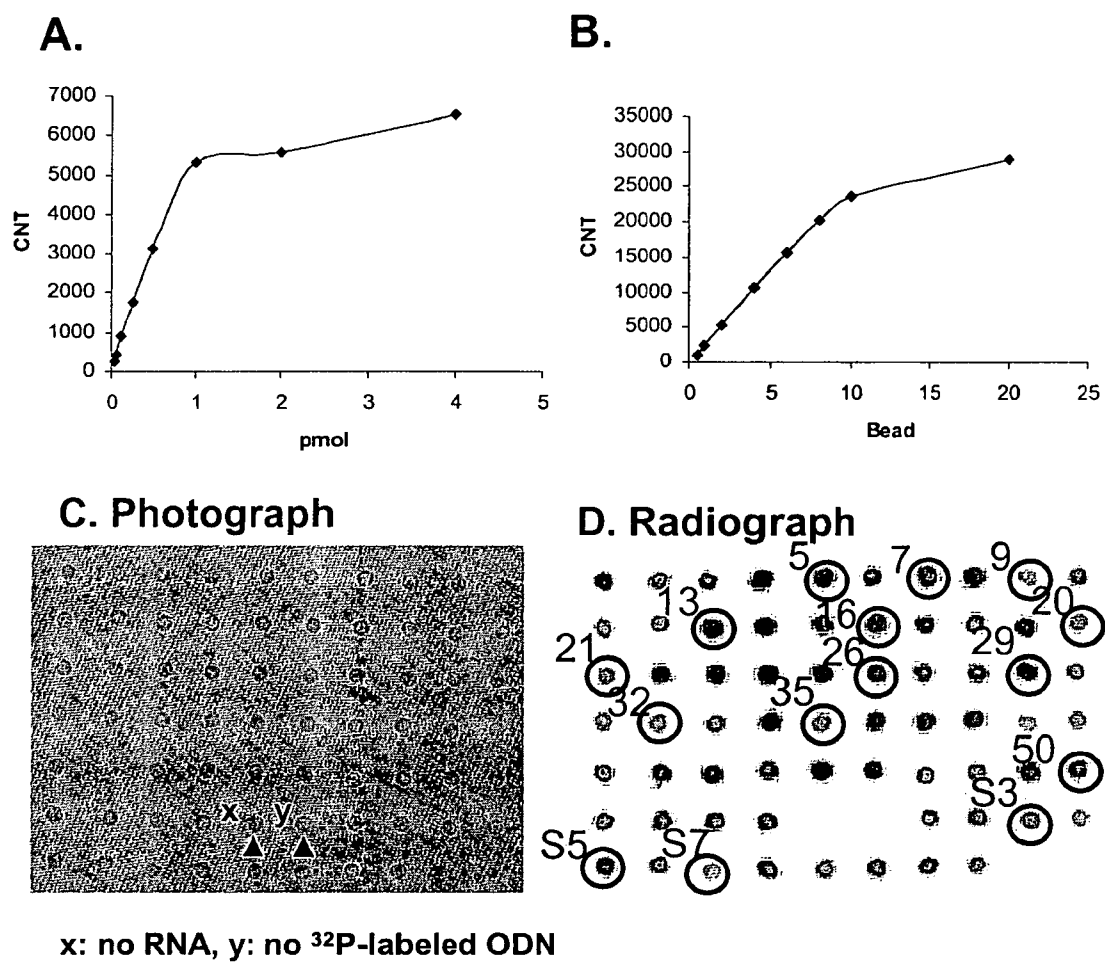 A.
B.
7000
6000
5000
4000
3000
2000
1000
0
CNT
0 1 2 3 4 5
pmol
35000
30000
25000
20000
15000
10000
5000
0
CNT
0 5 10 15 20 25
Bead
C. Photograph
D. Radiograph
5 7 9
13 16 20
21 26 29
32 35
50
x y
S3
S5 S7
x: no RNA, y: no ³²P-labeled ODN